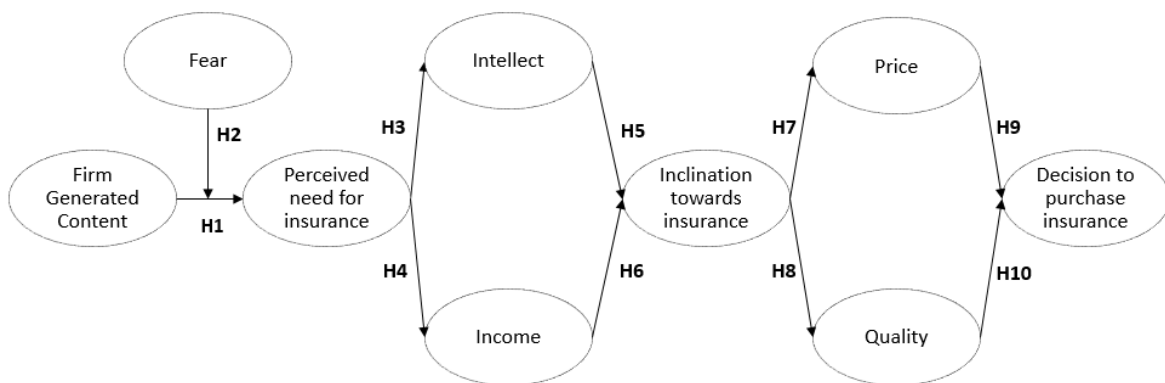 Fear
Intellect
Price
H2
H3
H5
H7
H9
Firm
Generated
Content
H1
Perceived
need for
insurance
Inclination
towards
insurance
Decision to
purchase
insurance
H4
H6
H8
H10
Income
Quality